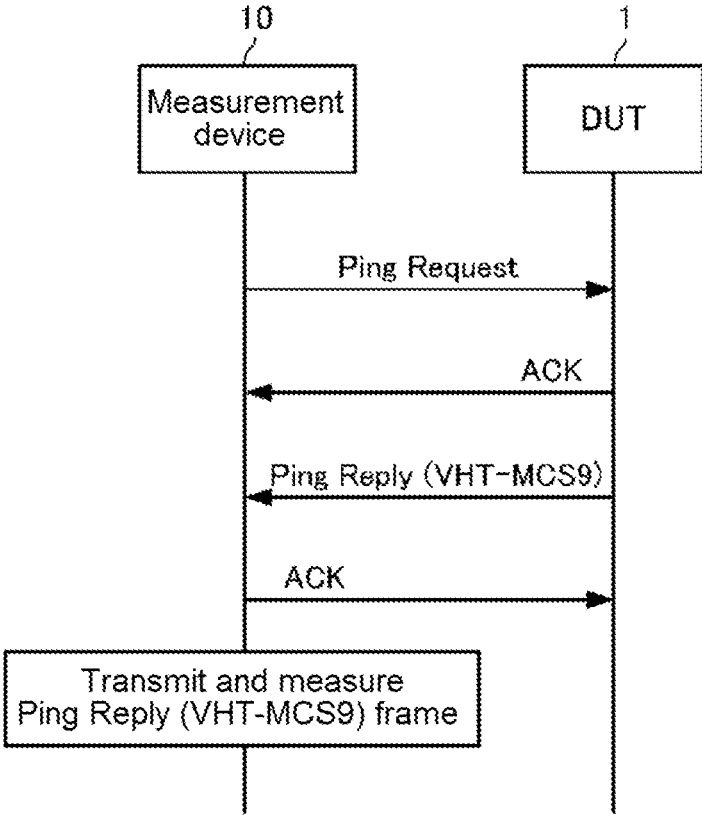 10
1
Measurement
device
DUT
Ping Request
ACK
Ping Reply (VHT-MCS9)
ACK
Transmit and measure
Ping Reply (VHT-MCS9) frame